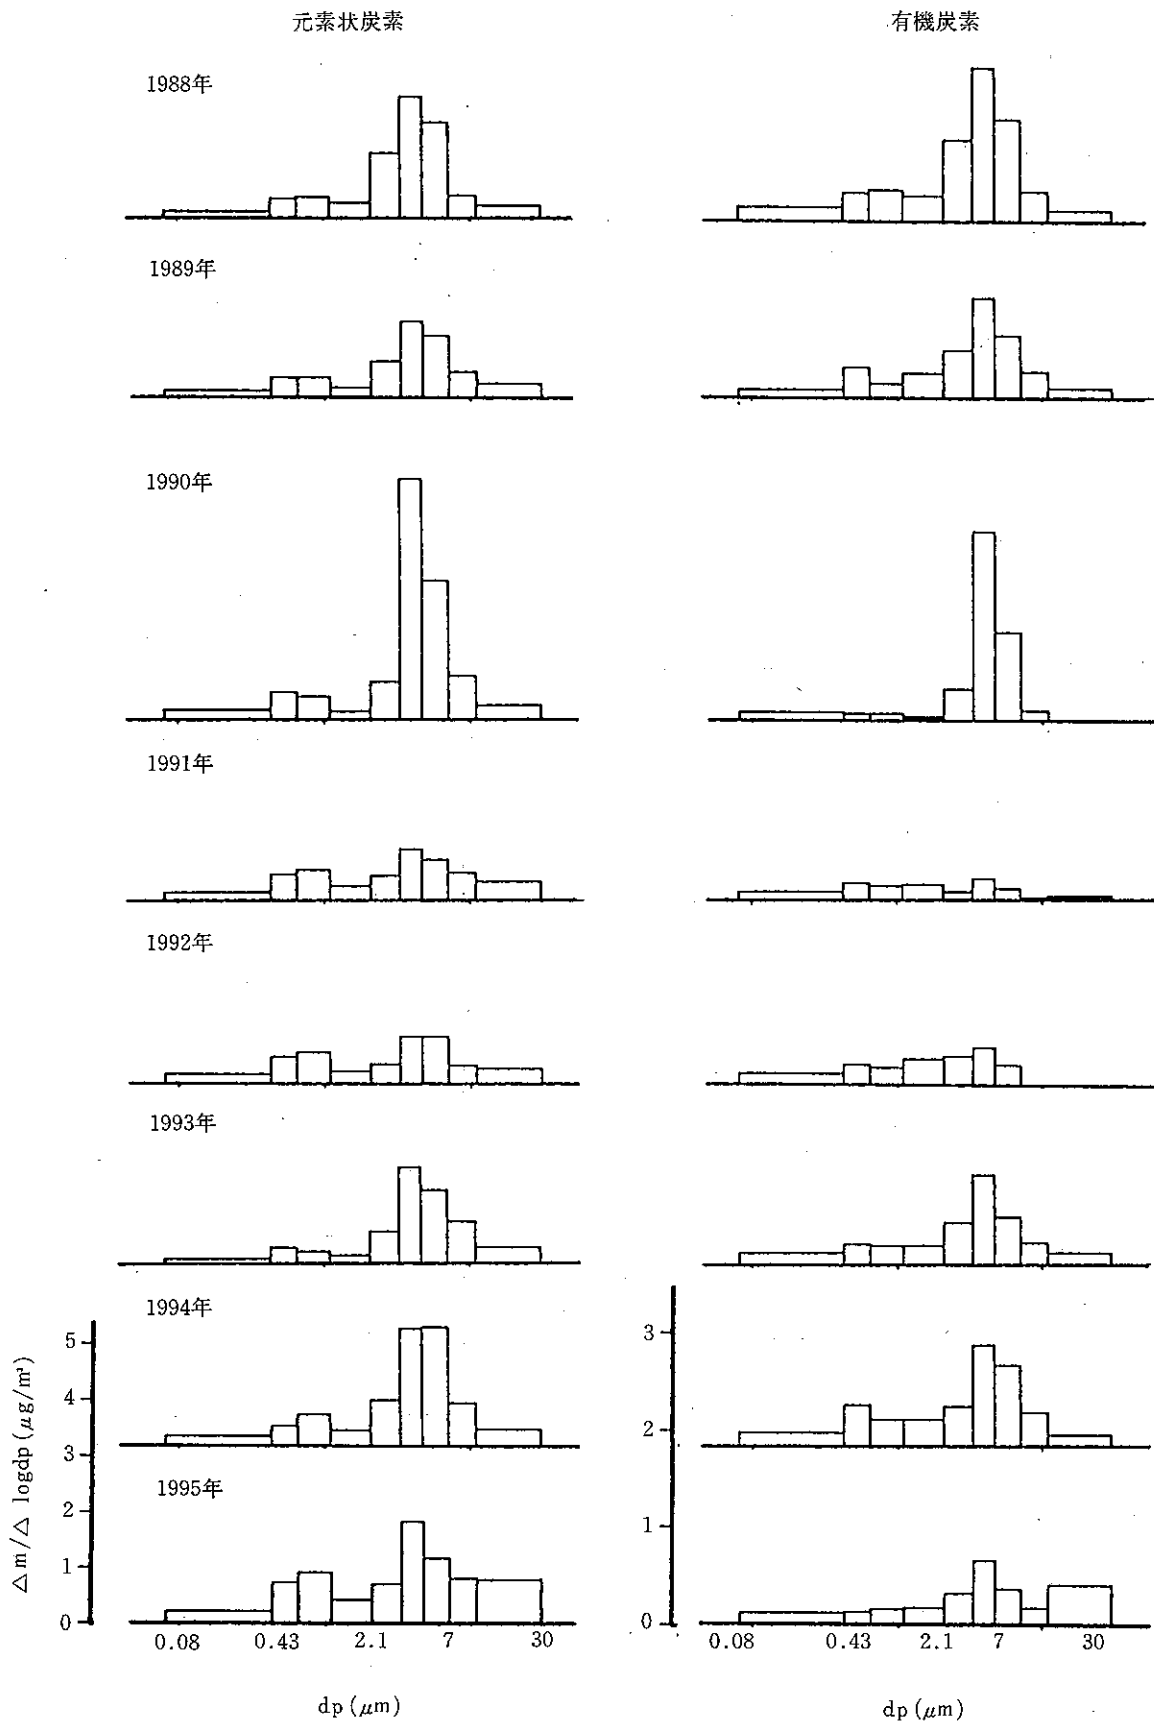 元素状炭素 有機炭素
1988年
1989年
1990年
1991年
1992年
1993年
1994年
1995年
△m/△ logdp (μg/m³)
5
4
3
2
1
0
3
2
1
0
0.08 0.43 2.1 7 30
0.08 0.43 2.1 7 30
dp (μm)
dp (μm)